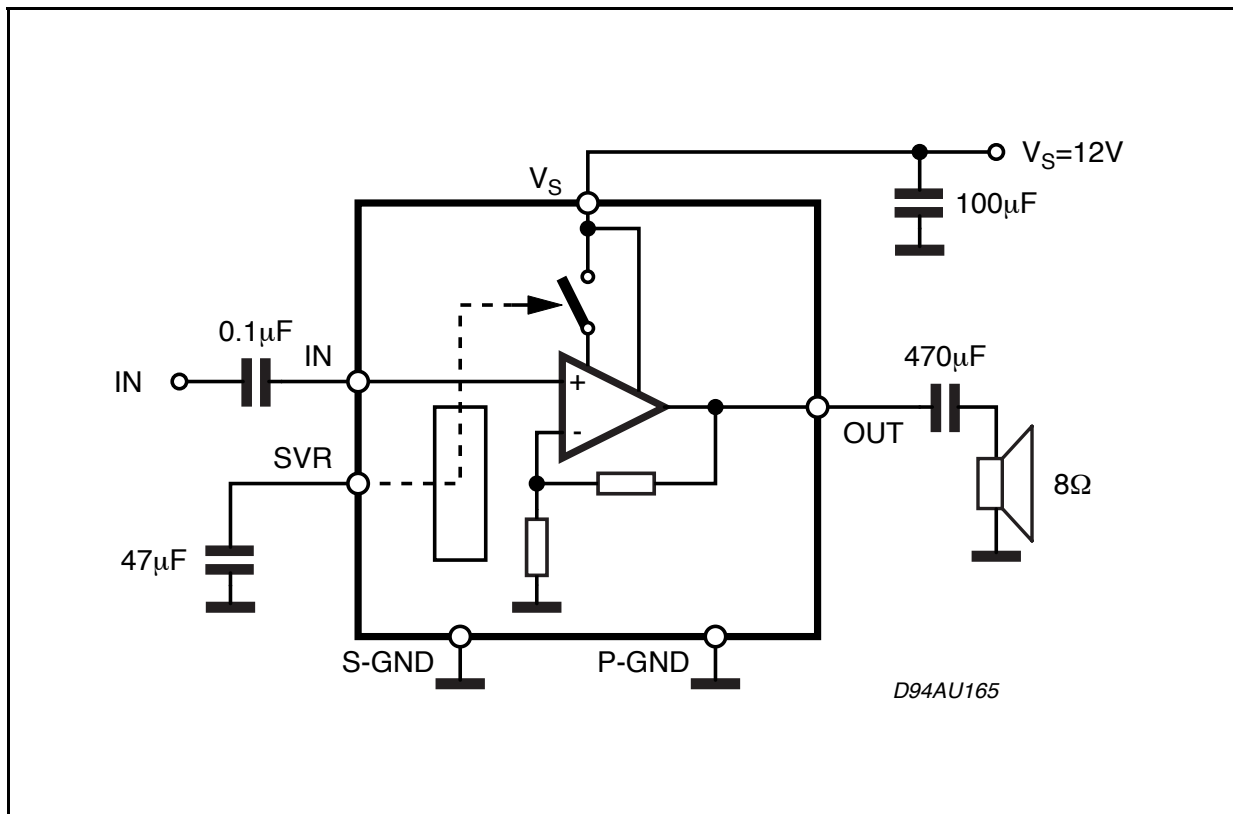 V_S=12V
V_S
100μF
0.1μF
IN
IN
+
-
470μF
OUT
SVR
8Ω
47μF
S-GND
P-GND
D94AU165